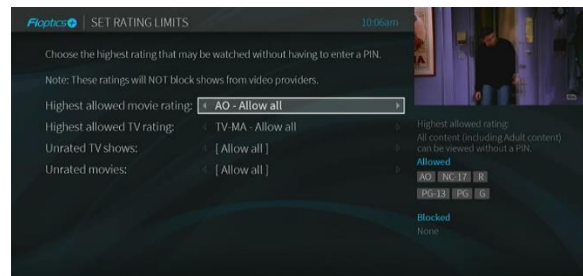 Fioptics
SET RATING LIMITS
10:06am
Choose the highest rating that may be watched without having to enter a PIN.
Note: These ratings will NOT block shows from video providers.
Highest allowed movie rating: AO - Allow all
Highest allowed TV rating: TV-MA - Allow all
Unrated TV shows: [ Allow all ]
Unrated movies: [ Allow all ]
Highest allowed rating:
All content (including Adult content)
can be viewed without a PIN.
Allowed
AO NC-17 R
PG-13 PG G
Blocked
None